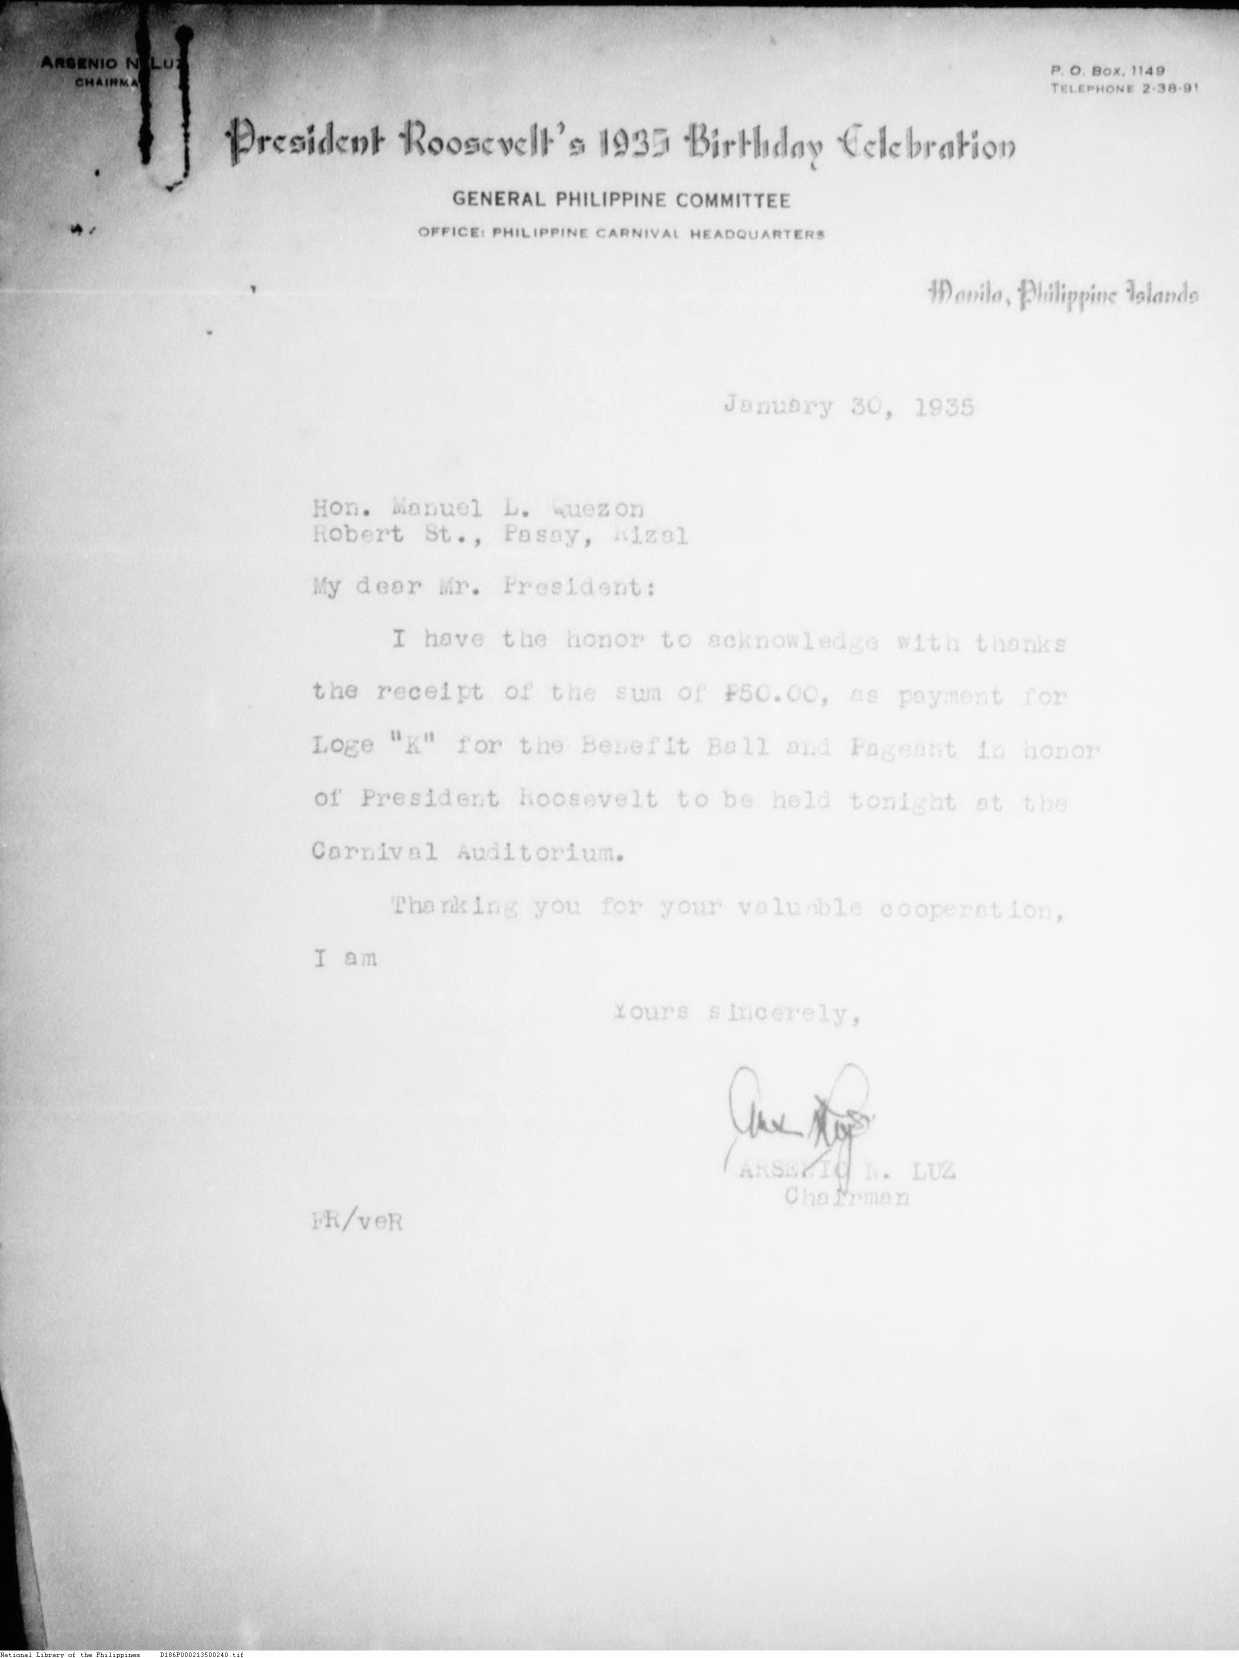 ARSENIO N. LUZ
CHAIRMA
P. O. BOX, 1149
TELEPHONE 2-38-91
President Roosevelt's 1935 Birthday Celebration
GENERAL PHILIPPINE COMMITTEE
OFFICE: PHILIPPINE CARNIVAL HEADQUARTERS
Manila, Philippine Islands
January 30, 1935
Hon. Manuel L. Quezon
Robert St., Pasay, Rizal
My dear Mr. President:
I have the honor to acknowledge with thanks
the receipt of the sum of ₱50.00, as payment for
Loge "K" for the Benefit Ball and Pageant in honor
of President Roosevelt to be held tonight at the
Carnival Auditorium.
Thanking you for your valuable cooperation,
I am
Yours sincerely,
ARSENIO N. LUZ
Chairman
PR/veR
National Library of the Philippines D186P000213500240.tif